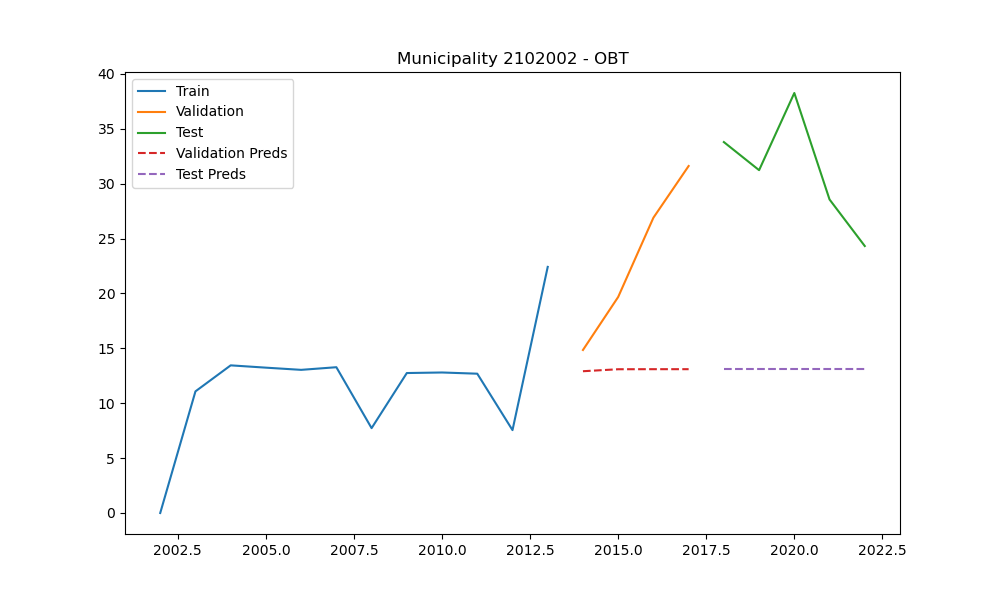 Municipality 2102002 - OBT
40
35
30
25
20
15
10
5
0
Train
Validation
Test
Validation Preds
Test Preds
2002.5 2005.0 2007.5 2010.0 2012.5 2015.0 2017.5 2020.0 2022.5